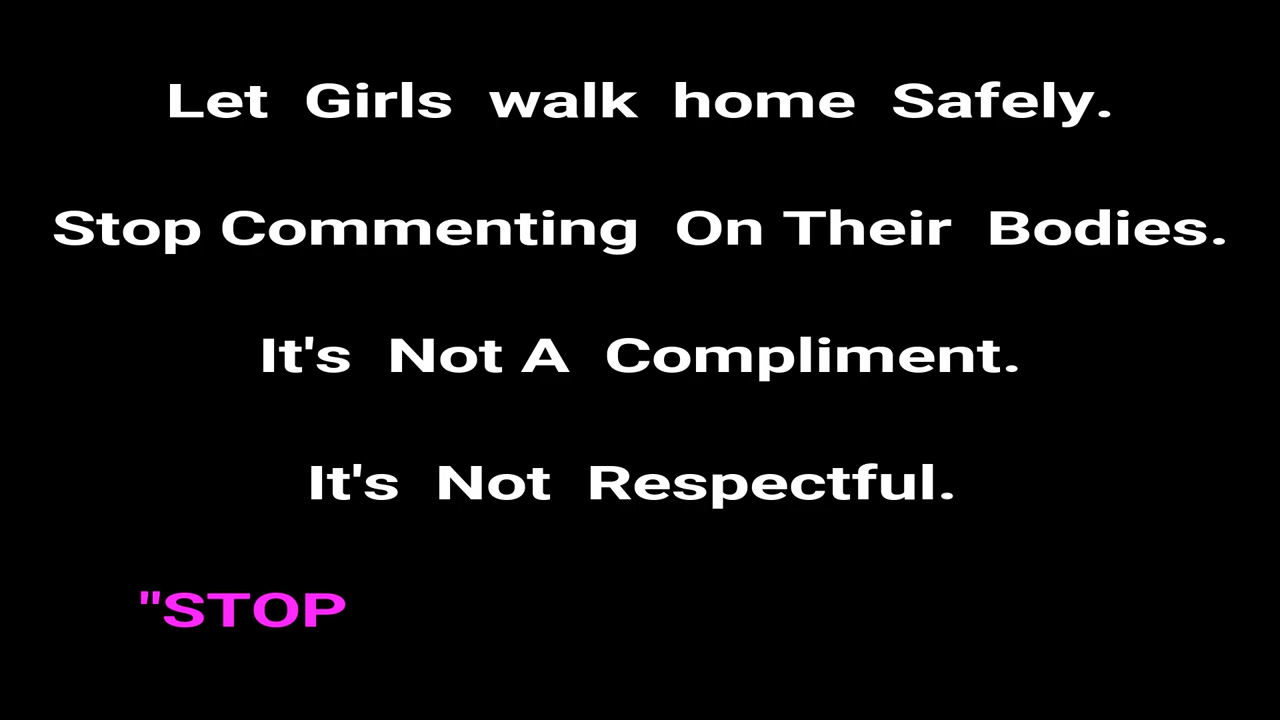 Let Girls walk home Safely.
Stop Commenting On Their Bodies.
It's Not A Compliment.
It's Not Respectful.
"STOP